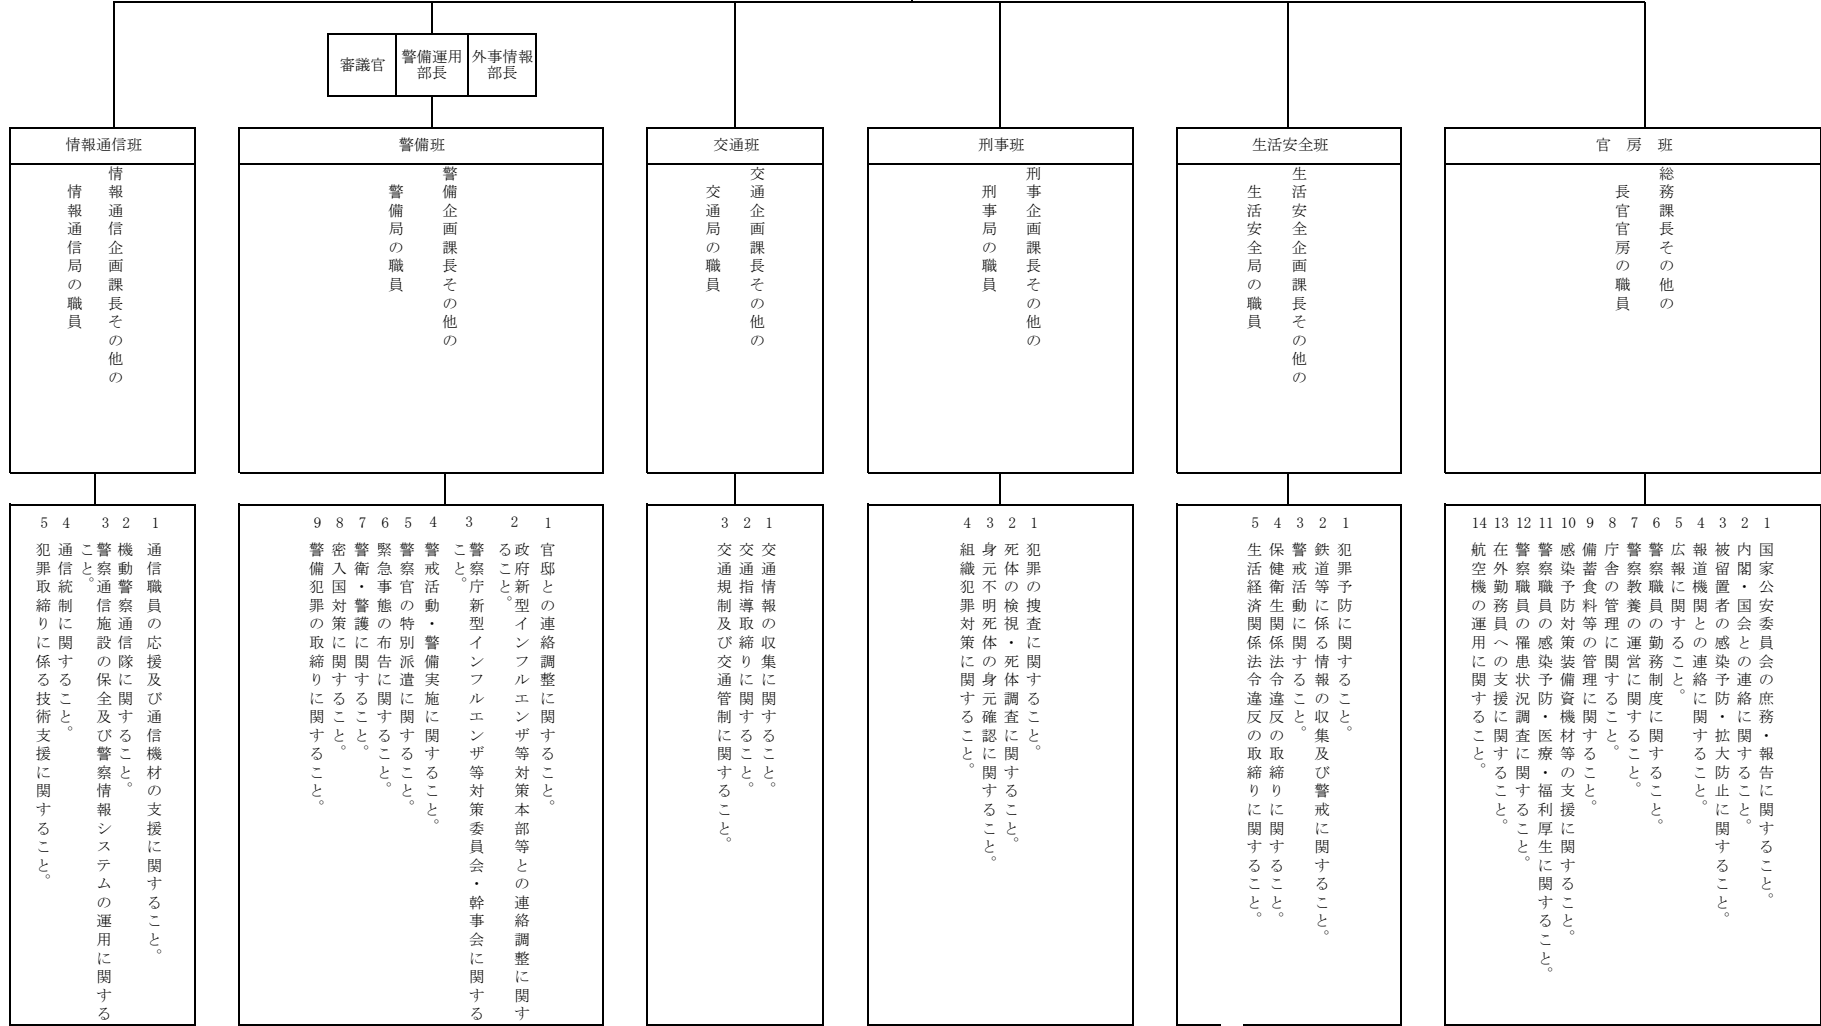 審議官
警備運用
部長
外事情報
部長
官房班
総務課長その他の
長官官房の職員
1 国家公安委員会の庶務・報告に関すること。
2 内閣・国会との連絡に関すること。
3 被留置者の感染予防・拡大防止に関すること。
4 報道機関との連絡に関すること。
5 広報に関すること。
6 警察職員の勤務制度に関すること。
7 警察教養の運営に関すること。
8 庁舎の管理に関すること。
9 備蓄食料等の管理に関すること。
10 感染予防対策装備資機材等の支援に関すること。
11 警察職員の感染予防・医療・福利厚生に関すること。
12 警察職員の罹患状況調査に関すること。
13 在外勤務員への支援に関すること。
14 航空機の運用に関すること。
生活安全班
生活安全企画課長その他の
生活安全局の職員
1 犯罪予防に関すること。
2 鉄道等に係る情報の収集及び警戒に関すること。
3 警戒活動に関すること。
4 保健衛生関係法令違反の取締りに関すること。
5 生活経済関係法令違反の取締りに関すること。
刑事班
刑事企画課長その他の
刑事局の職員
1 犯罪の捜査に関すること。
2 死体の検視・死体調査に関すること。
3 身元不明死体の身元確認に関すること。
4 組織犯罪対策に関すること。
交通班
交通企画課長その他の
交通局の職員
1 交通情報の収集に関すること。
2 交通指導取締りに関すること。
3 交通規制及び交通管制に関すること。
警備班
警備企画課長その他の
警備局の職員
1 官邸との連絡調整に関すること。
2 政府新型インフルエンザ等対策本部等との連絡調整に関す
ること。
3 警察庁新型インフルエンザ等対策委員会・幹事会に関する
こと。
4 警戒活動・警備実施に関すること。
5 警察官の特別派遣に関すること。
6 緊急事態の布告に関すること。
7 警衛・警護に関すること。
8 密入国対策に関すること。
9 警備犯罪の取締りに関すること。
情報通信班
情報通信企画課長その他の
情報通信局の職員
1 通信職員の応援及び通信機材の支援に関すること。
2 機動警察通信隊に関すること。
3 警察通信施設の保全及び警察情報システムの運用に関する
こと。
4 通信統制に関すること。
5 犯罪取締りに係る技術支援に関すること。